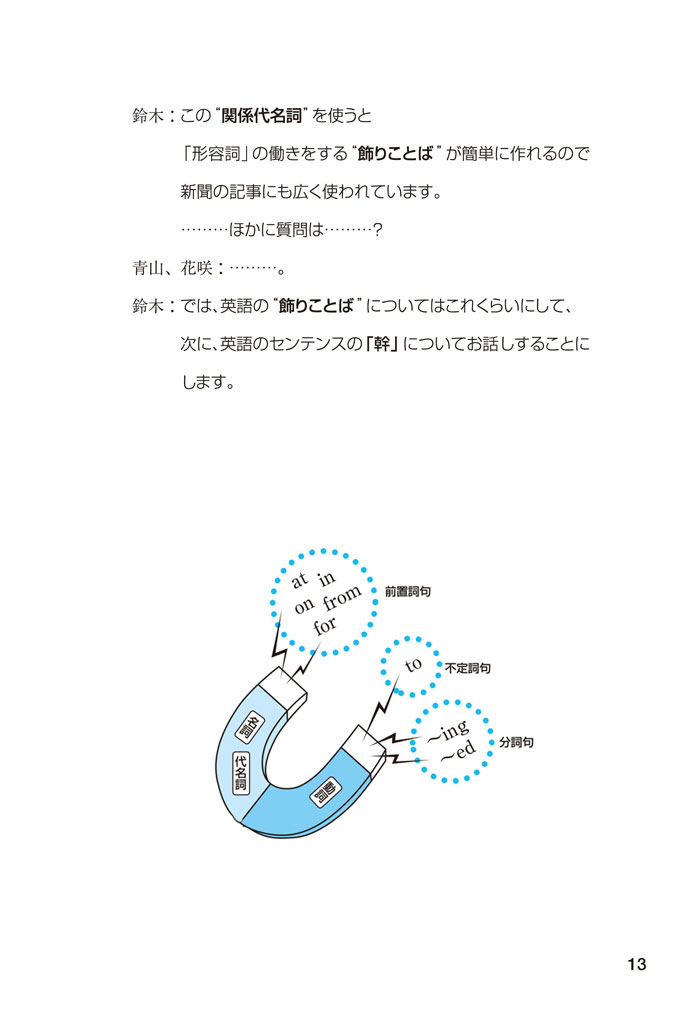 鈴木：この“関係代名詞”を使うと
「形容詞」の働きをする“飾りことば”が簡単に作れるので
新聞の記事にも広く使われています。
………ほかに質問は………？
青山、花咲：………。
鈴木：では、英語の“飾りことば”についてはこれくらいにして、
次に、英語のセンテンスの「幹」についてお話しすることに
します。
at in
on from
for
前置詞句
to
不定詞句
～ing
～ed
分詞句
名詞
代名詞
動詞
13